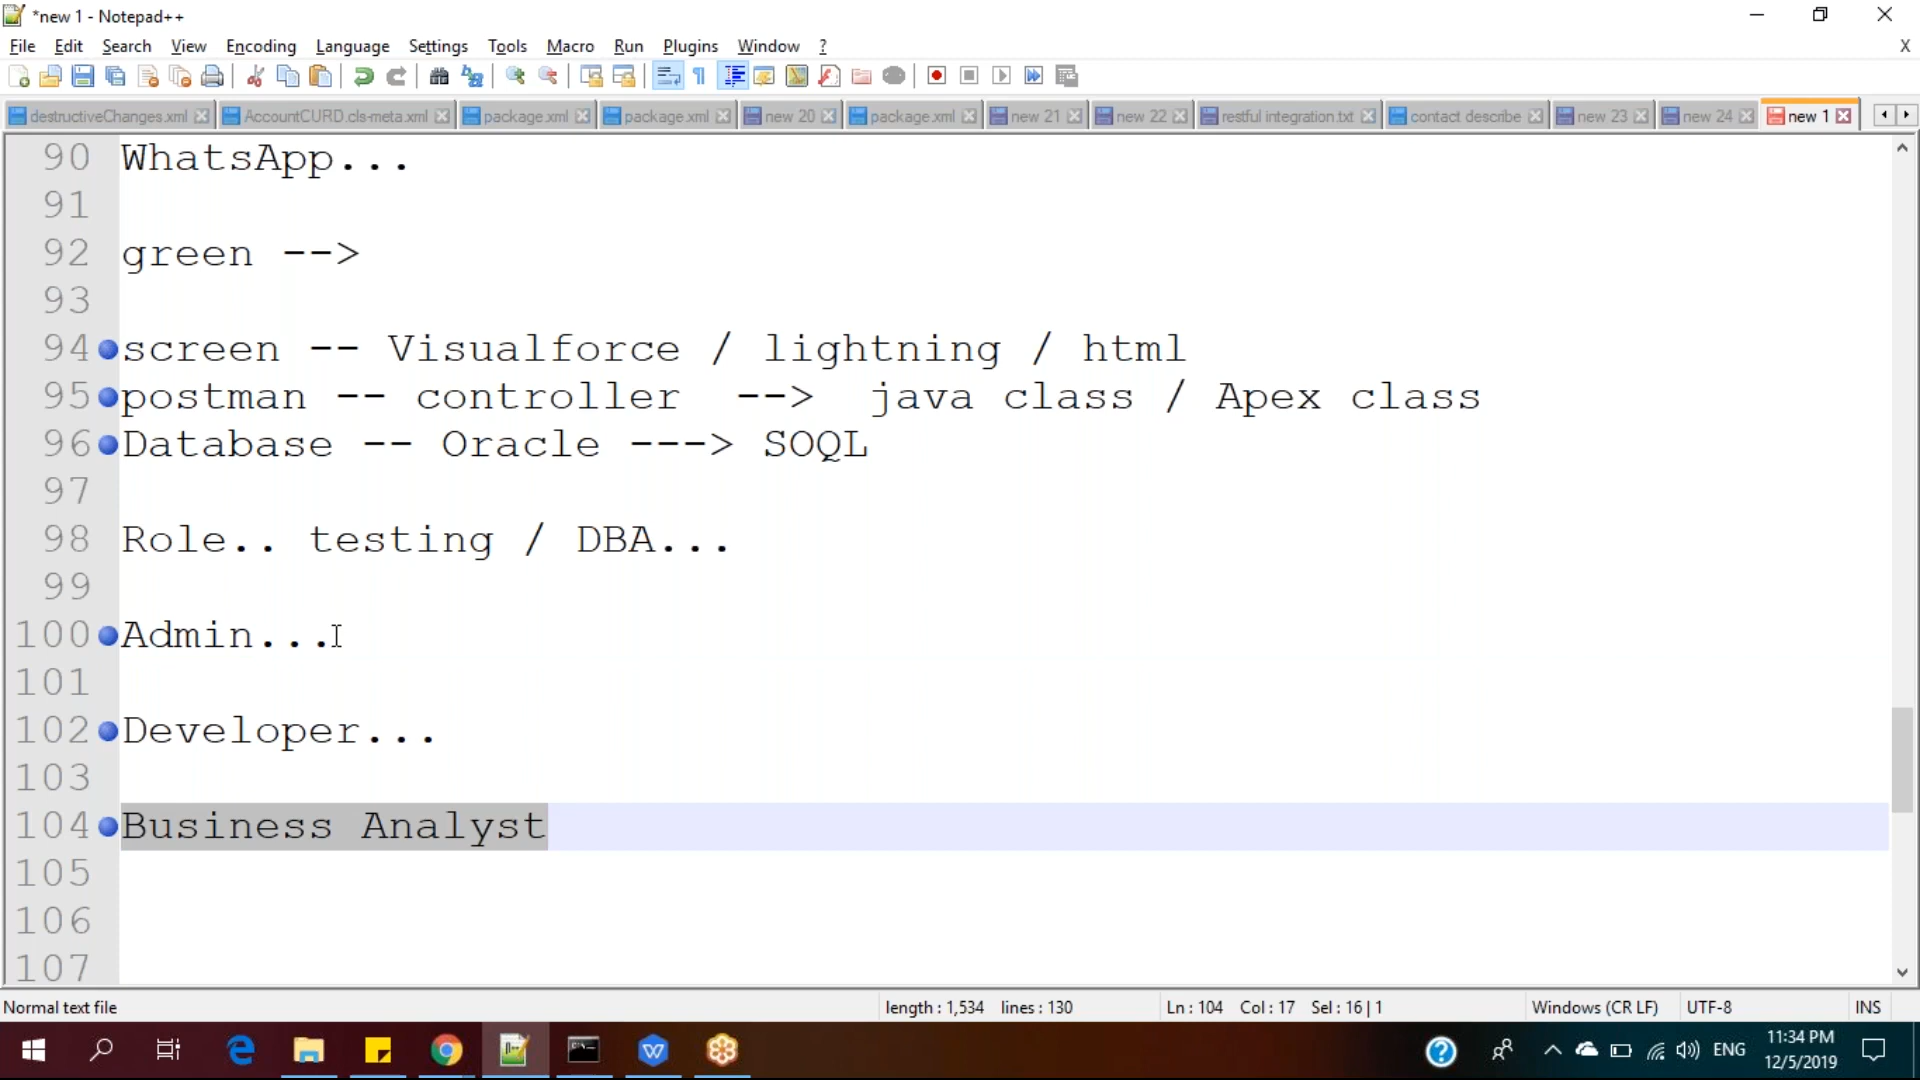 *new 1 - Notepad++
File Edit Search View Encoding Language Settings Tools Macro Run Plugins Window ? X
destructiveChanges.xml AccountCURD.cls-meta.xml package.xml package.xml new 20 package.xml new 21 new 22 restful integration.txt contact describe new 23 new 24 new 1
90 WhatsApp...
91
92 green -->
93
94 screen -- Visualforce / lightning / html
95 postman -- controller --> java class / Apex class
96 Database -- Oracle ---> SOQL
97
98 Role.. testing / DBA...
99
100 Admin...
101
102 Developer...
103
104 Business Analyst
105
106
107
Normal text file length : 1,534 lines : 130 Ln : 104 Col : 17 Sel : 16 | 1 Windows (CR LF) UTF-8 INS
ENG 11:34 PM
12/5/2019